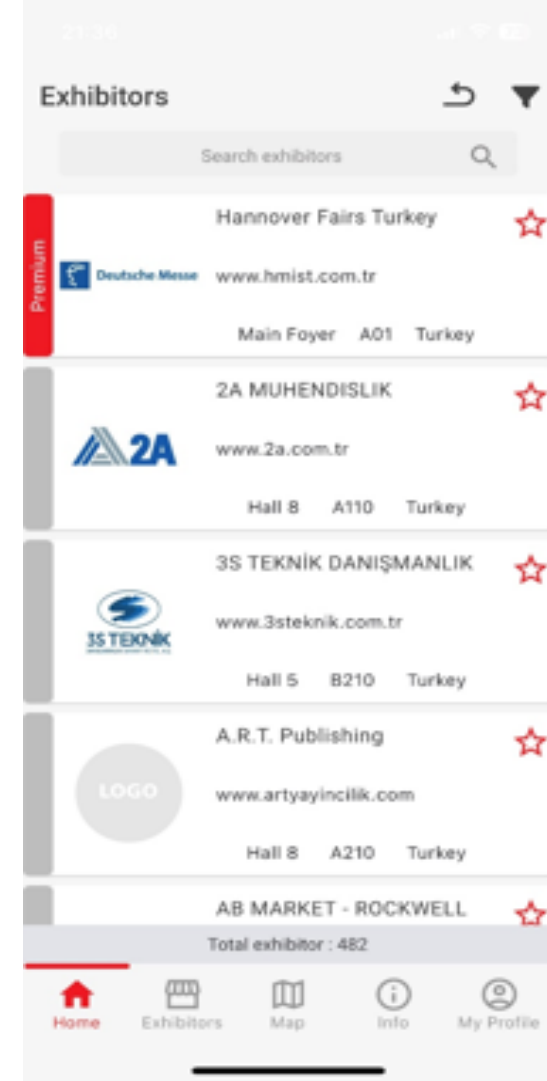 21:36
Exhibitors
Search exhibitors
Premium
Deutsche Messe
Hannover Fairs Turkey
www.hmist.com.tr
Main Foyer A01 Turkey
2A
2A MUHENDISLIK
www.2a.com.tr
Hall 8 A110 Turkey
3S TEKNİK
3S TEKNİK DANIŞMANLIK
www.3steknik.com.tr
Hall 5 B210 Turkey
LOGO
A.R.T. Publishing
www.artyayincilik.com
Hall 8 A210 Turkey
AB MARKET - ROCKWELL
Total exhibitor : 482
Home Exhibitors Map Info My Profile